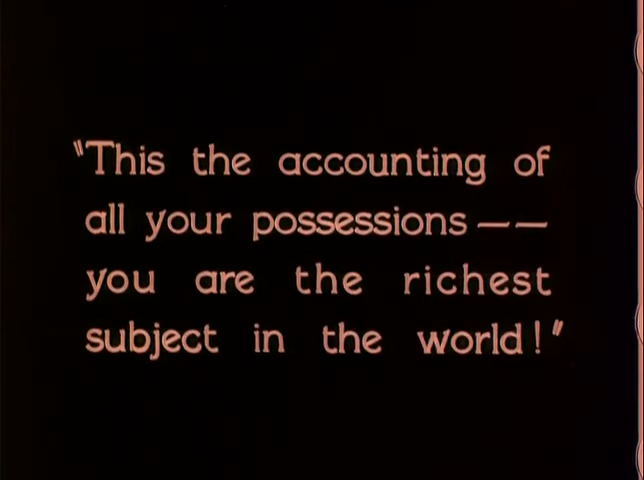 "This the accounting of
all your possessions——
you are the richest
subject in the world!"